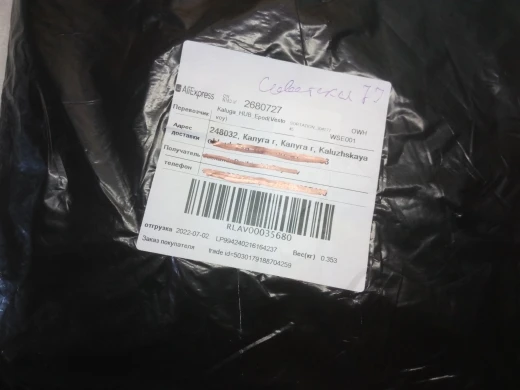 AliExpress
2680727
Перевозчик
Kaluga HUB
OWH
WSE001
Адрес доставки
248032, Калуга г, Калуга г, Kaluzhskaya
Получатель
телефон
RLAV00035680
отгрузка 2022-07-02 LP994240216164237 Вес(кг) 0.353
Заказ покупателя trade id=5030179188704259